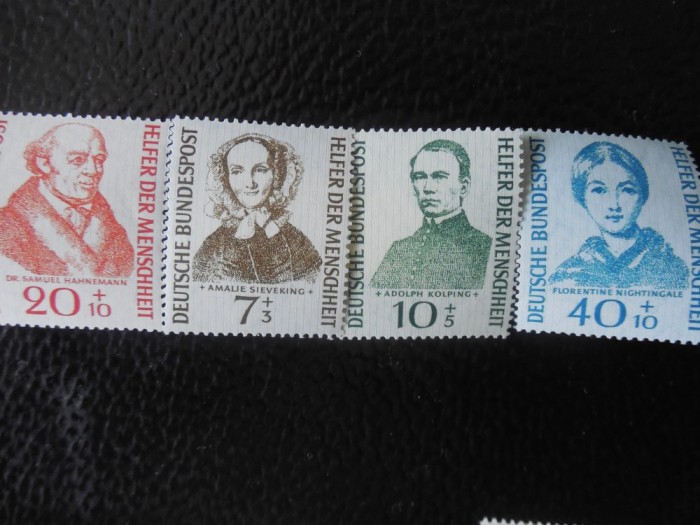 HELFER DER MENSCHHEIT
DR. SAMUEL HAHNEMANN
20 + 10
DEUTSCHE BUNDESPOST
HELFER DER MENSCHHEIT
+ AMALIE SIEVEKING +
7 + 3
DEUTSCHE BUNDESPOST
HELFER DER MENSCHHEIT
+ ADOLPH KOLPING +
10 + 5
DEUTSCHE BUNDESPOST
HELFER DER MENSCHHEIT
FLORENTINE NIGHTINGALE
40 + 10